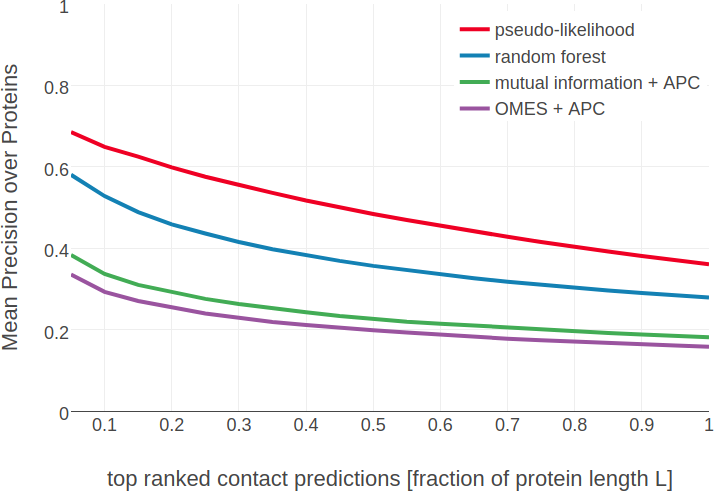 Mean Precision over Proteins
1
0.8
0.6
0.4
0.2
0
pseudo-likelihood
random forest
mutual information + APC
OMES + APC
0.1 0.2 0.3 0.4 0.5 0.6 0.7 0.8 0.9 1
top ranked contact predictions [fraction of protein length L]